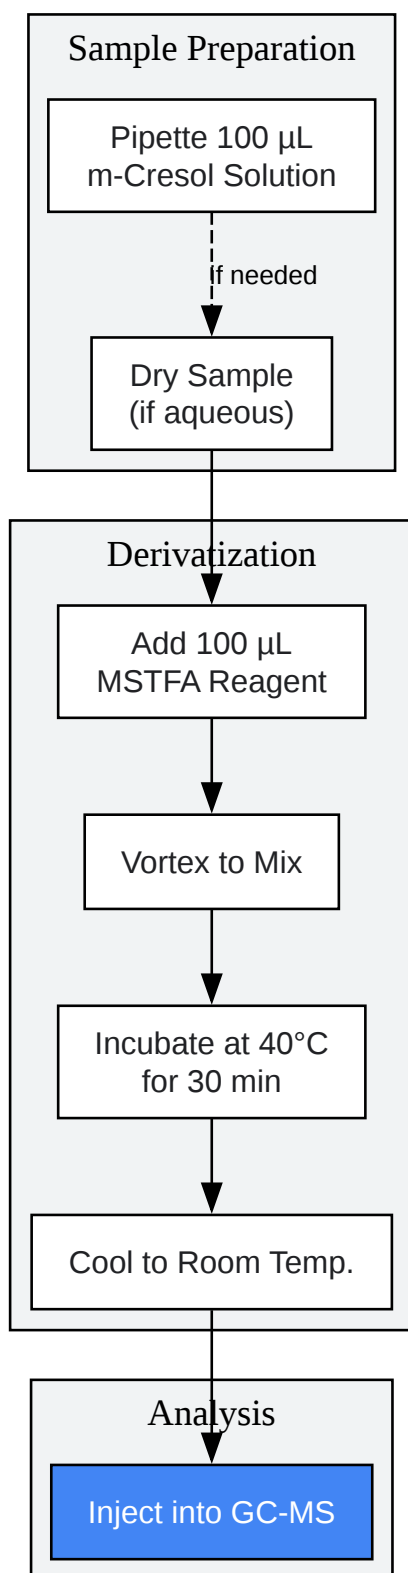 Sample Preparation
Pipette 100 µL
m-Cresol Solution
if needed
Dry Sample
(if aqueous)
Derivatization
Add 100 µL
MSTFA Reagent
Vortex to Mix
Incubate at 40°C
for 30 min
Cool to Room Temp.
Analysis
Inject into GC-MS